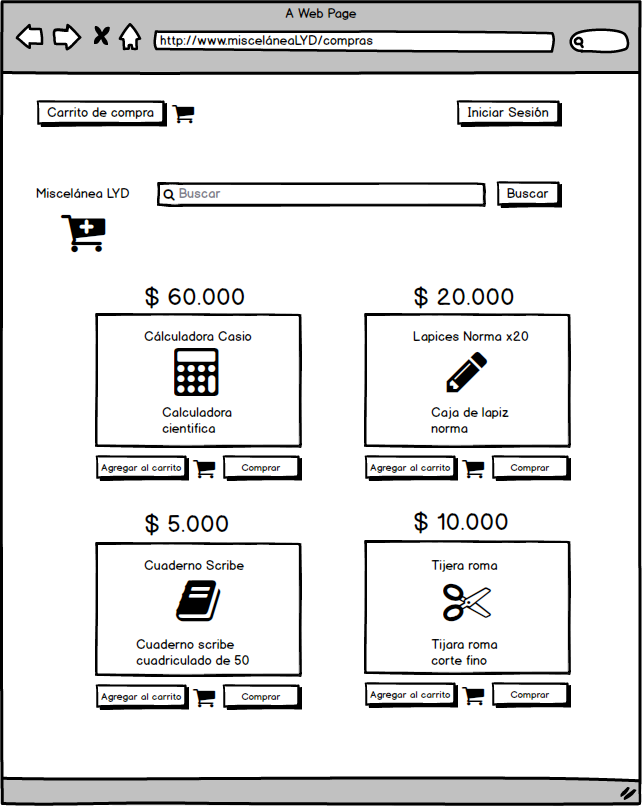 A Web Page
http://www.misceláneaLYD/compras
Carrito de compra
Iniciar Sesión
Miscelánea LYD
Buscar
Buscar
$ 60.000
$ 20.000
Cálculadora Casio
Lapices Norma x20
Calculadora
cientifica
Caja de lapiz
norma
Agregar al carrito
Comprar
Agregar al carrito
Comprar
$ 5.000
$ 10.000
Cuaderno Scribe
Tijera roma
Cuaderno scribe
cuadriculado de 50
Tijara roma
corte fino
Agregar al carrito
Comprar
Agregar al carrito
Comprar